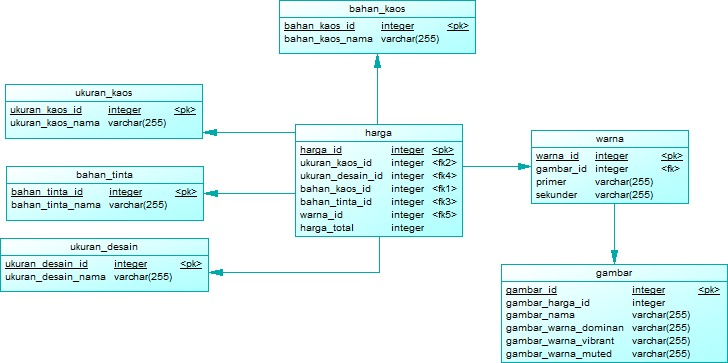 bahan_kaos
bahan_kaos_id integer <pk>
bahan_kaos_nama varchar(255)
ukuran_kaos
ukuran_kaos_id integer <pk>
ukuran_kaos_nama varchar(255)
harga
harga_id integer <pk>
ukuran_kaos_id integer <fk2>
ukuran_desain_id integer <fk4>
bahan_kaos_id integer <fk1>
bahan_tinta_id integer <fk3>
warna_id integer <fk5>
harga_total integer
warna
warna_id integer <pk>
gambar_id integer <fk>
primer varchar(255)
sekunder varchar(255)
bahan_tinta
bahan_tinta_id integer <pk>
bahan_tinta_nama varchar(255)
ukuran_desain
ukuran_desain_id integer <pk>
ukuran_desain_nama varchar(255)
gambar
gambar_id integer <pk>
gambar_harga_id integer
gambar_nama varchar(255)
gambar_warna_dominan varchar(255)
gambar_warna_vibrant varchar(255)
gambar_warna_muted varchar(255)